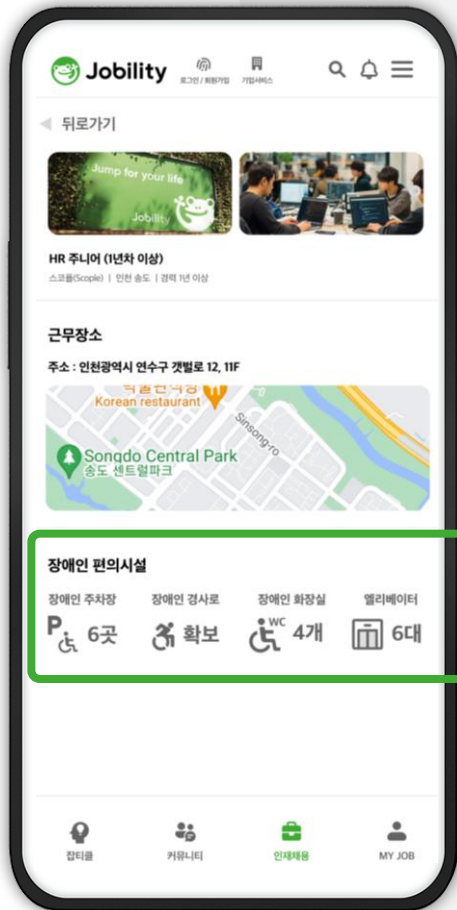 Jobility
로그인 / 회원가입
기업서비스
뒤로가기
Jump for your life
Jobility
HR 주니어 (1년차 이상)
스코플(Scople) | 인천 송도 | 경력 1년 이상
근무장소
주소 : 인천광역시 연수구 갯벌로 12, 11F
Korean restaurant
Sinsong-ro
Songdo Central Park
송도 센트럴파크
장애인 편의시설
장애인 주차장 장애인 경사로 장애인 화장실 엘리베이터
P 6곳 확보 WC 4개 6대
잡티클 커뮤니티 인재채용 MY JOB